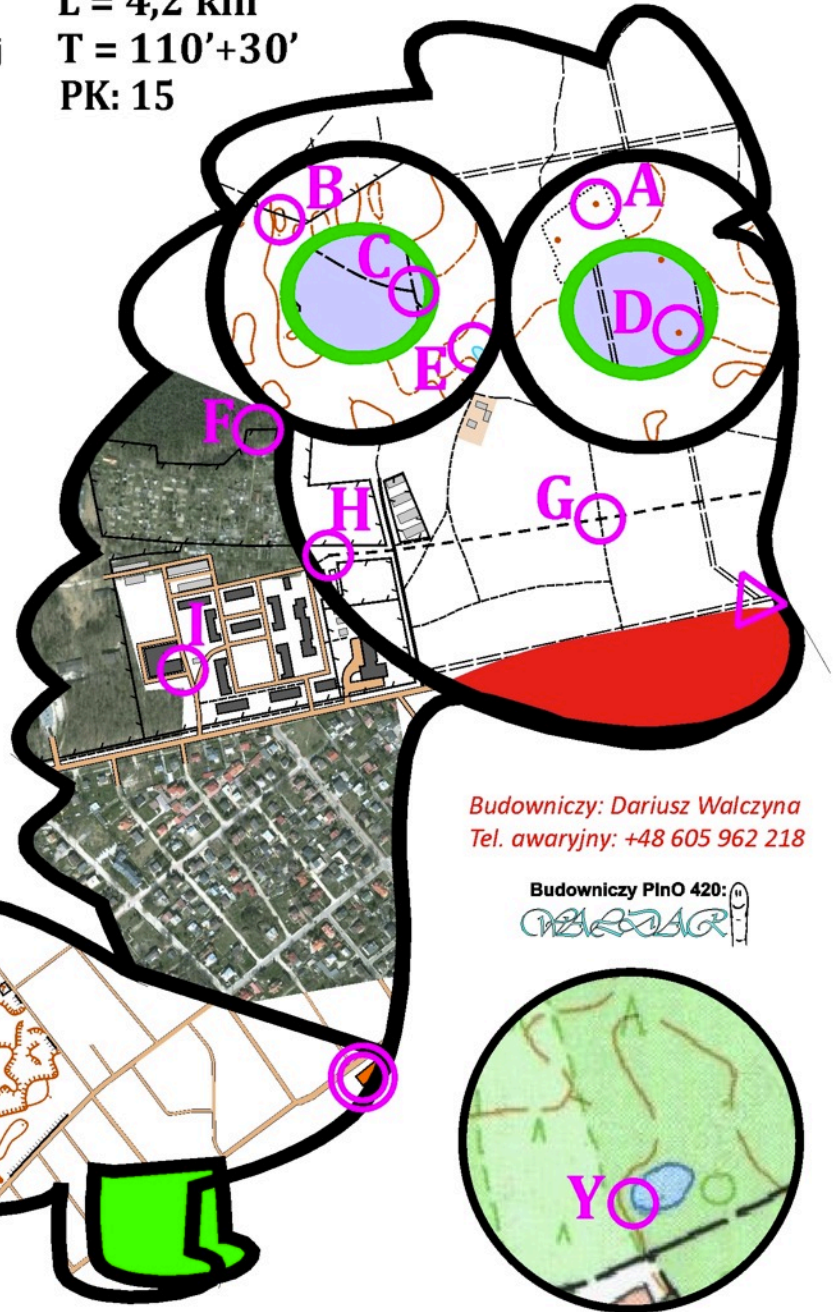 L = 4,2 km
T = 110’+30’
PK: 15
B
A
C
D
E
F
G
H
I
Budowniczy: Dariusz Walczyna
Tel. awaryjny: +48 605 962 218
Budowniczy PInO 420:
WALDAR
Y